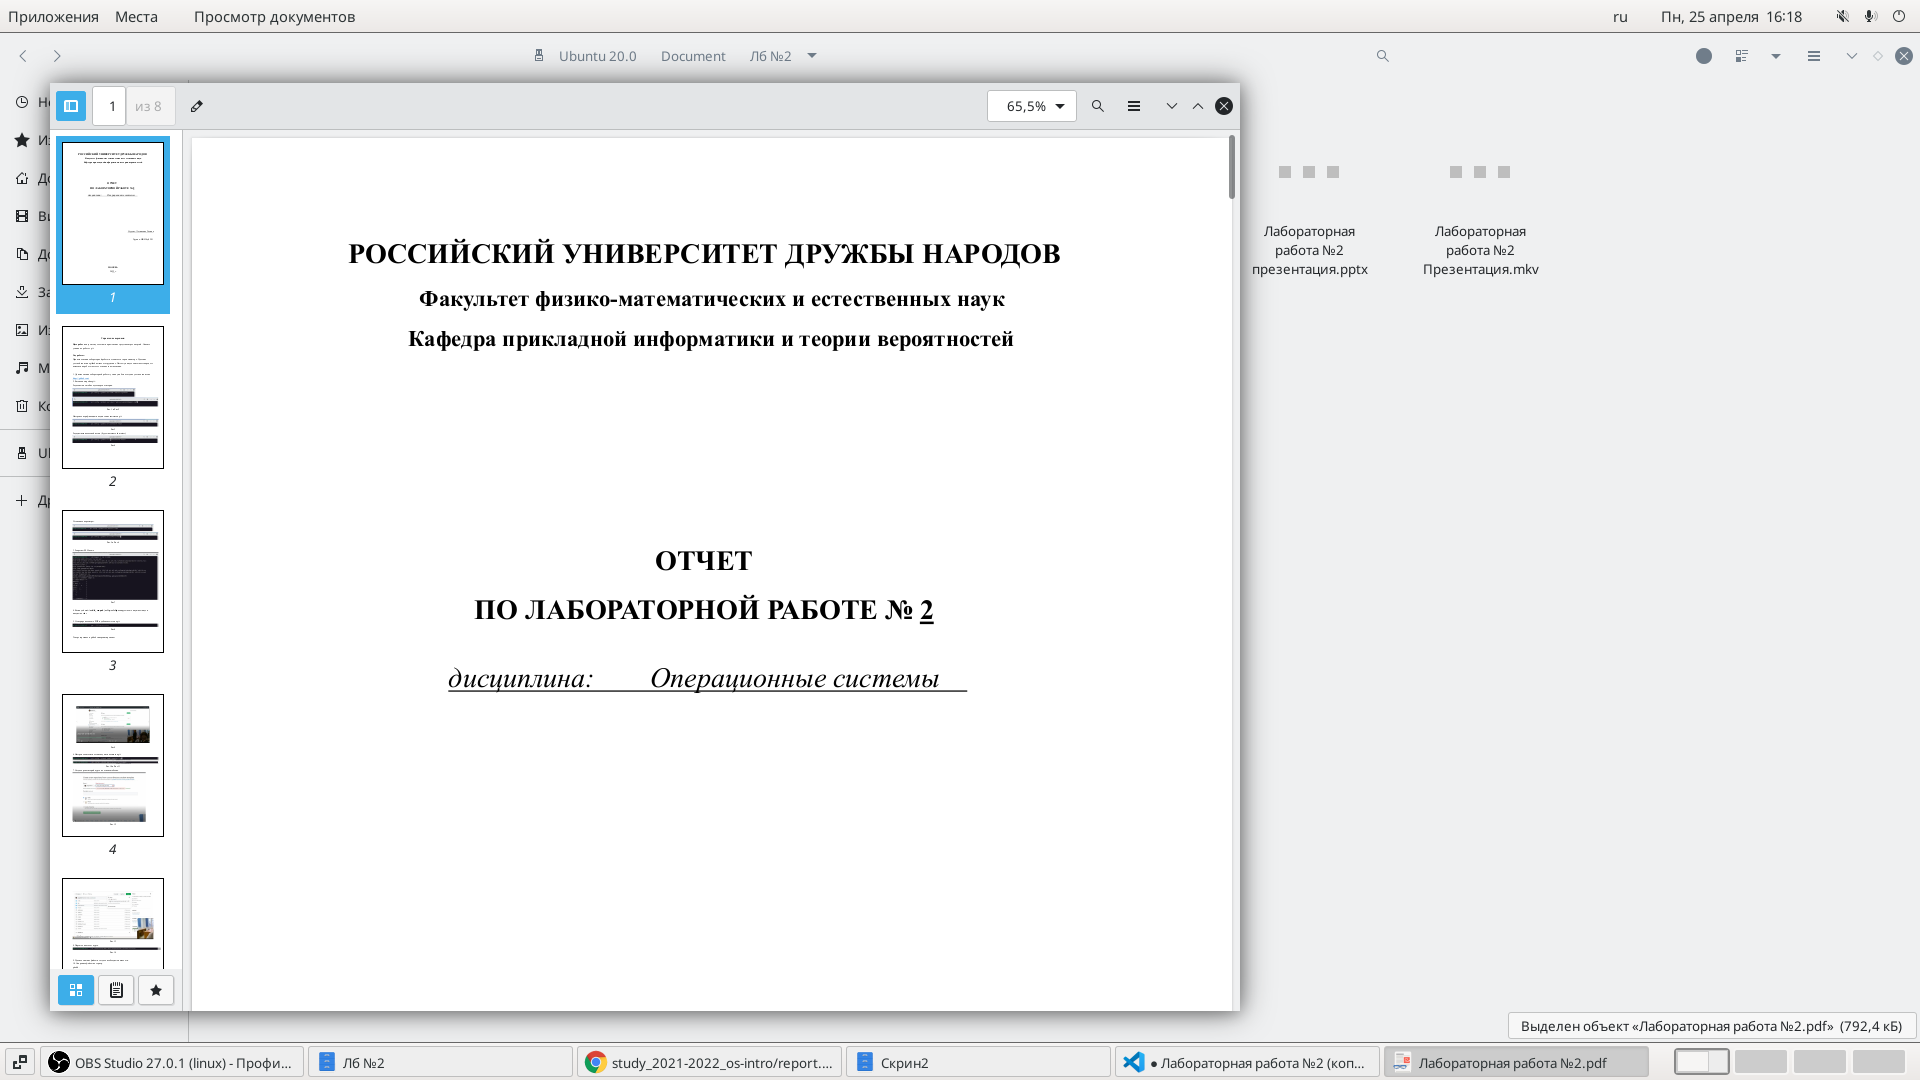 Приложения Места Просмотр документов ru Пн, 25 апреля 16:18
Ubuntu 20.0 Document Лб №2
1 из 8 65,5%
1
2
3
4
РОССИЙСКИЙ УНИВЕРСИТЕТ ДРУЖБЫ НАРОДОВ
Факультет физико-математических и естественных наук
Кафедра прикладной информатики и теории вероятностей
ОТЧЕТ
ПО ЛАБОРАТОРНОЙ РАБОТЕ № 2
дисциплина: Операционные системы
Лабораторная
работа №2
презентация.pptx
Лабораторная
работа №2
Презентация.mkv
Выделен объект «Лабораторная работа №2.pdf» (792,4 кБ)
OBS Studio 27.0.1 (linux) - Профи...
Лб №2
study_2021-2022_os-intro/report....
Скрин2
● Лабораторная работа №2 (коп...
Лабораторная работа №2.pdf